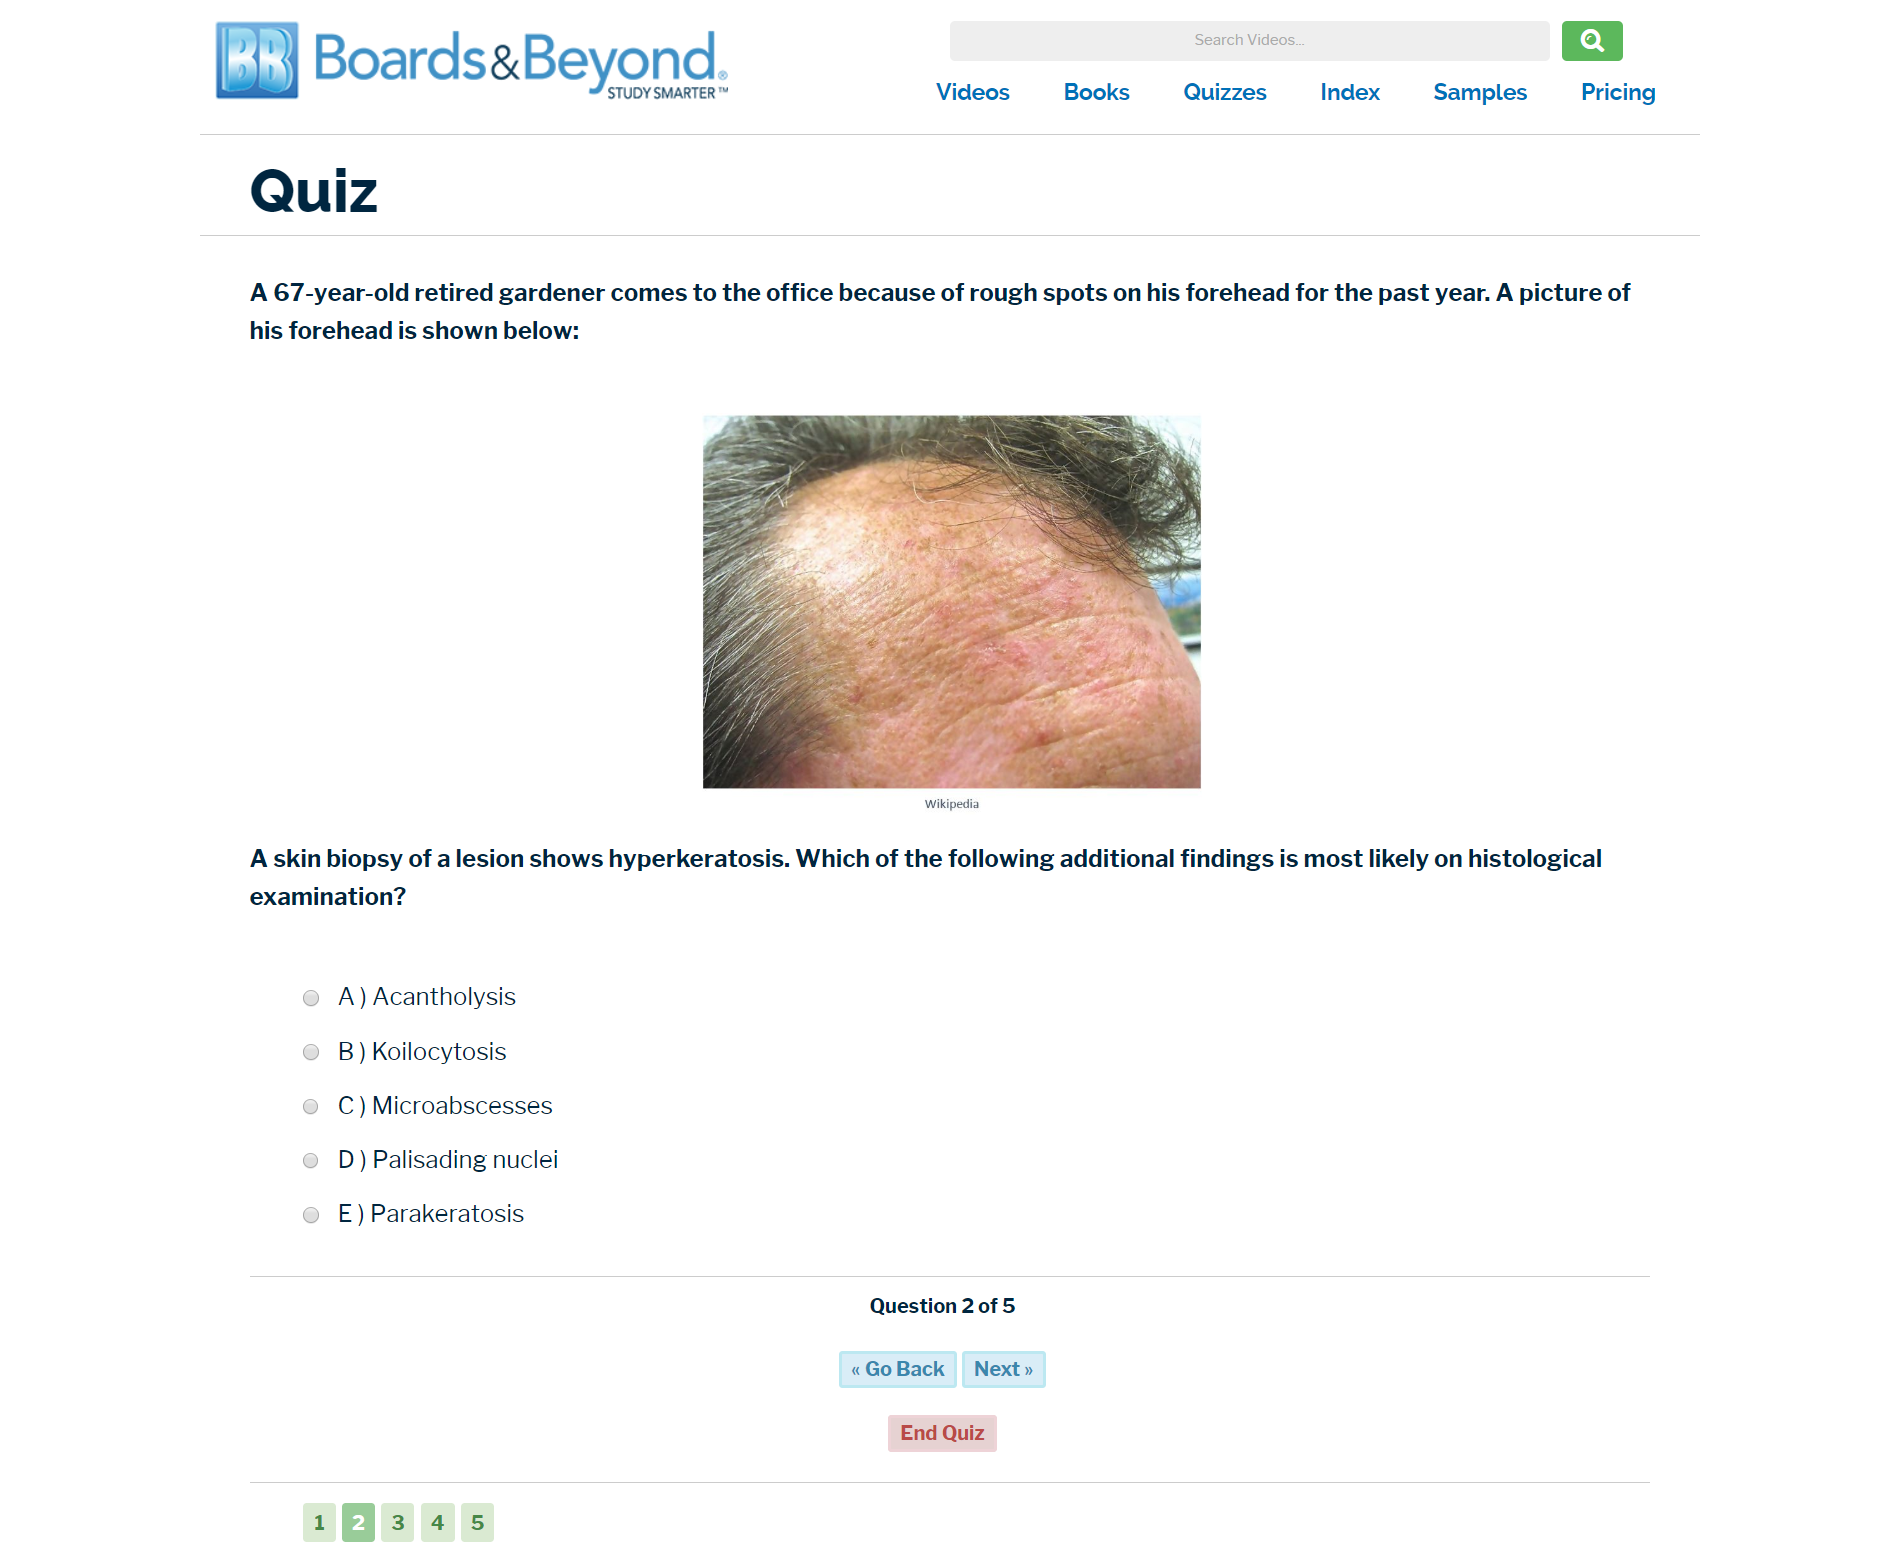 BB Boards&Beyond®
STUDY SMARTER™
Search Videos...
Videos Books Quizzes Index Samples Pricing
Quiz
A 67-year-old retired gardener comes to the office because of rough spots on his forehead for the past year. A picture of
his forehead is shown below:
Wikipedia
A skin biopsy of a lesion shows hyperkeratosis. Which of the following additional findings is most likely on histological
examination?
A ) Acantholysis
B ) Koilocytosis
C ) Microabscesses
D ) Palisading nuclei
E ) Parakeratosis
Question 2 of 5
« Go Back Next »
End Quiz
1 2 3 4 5